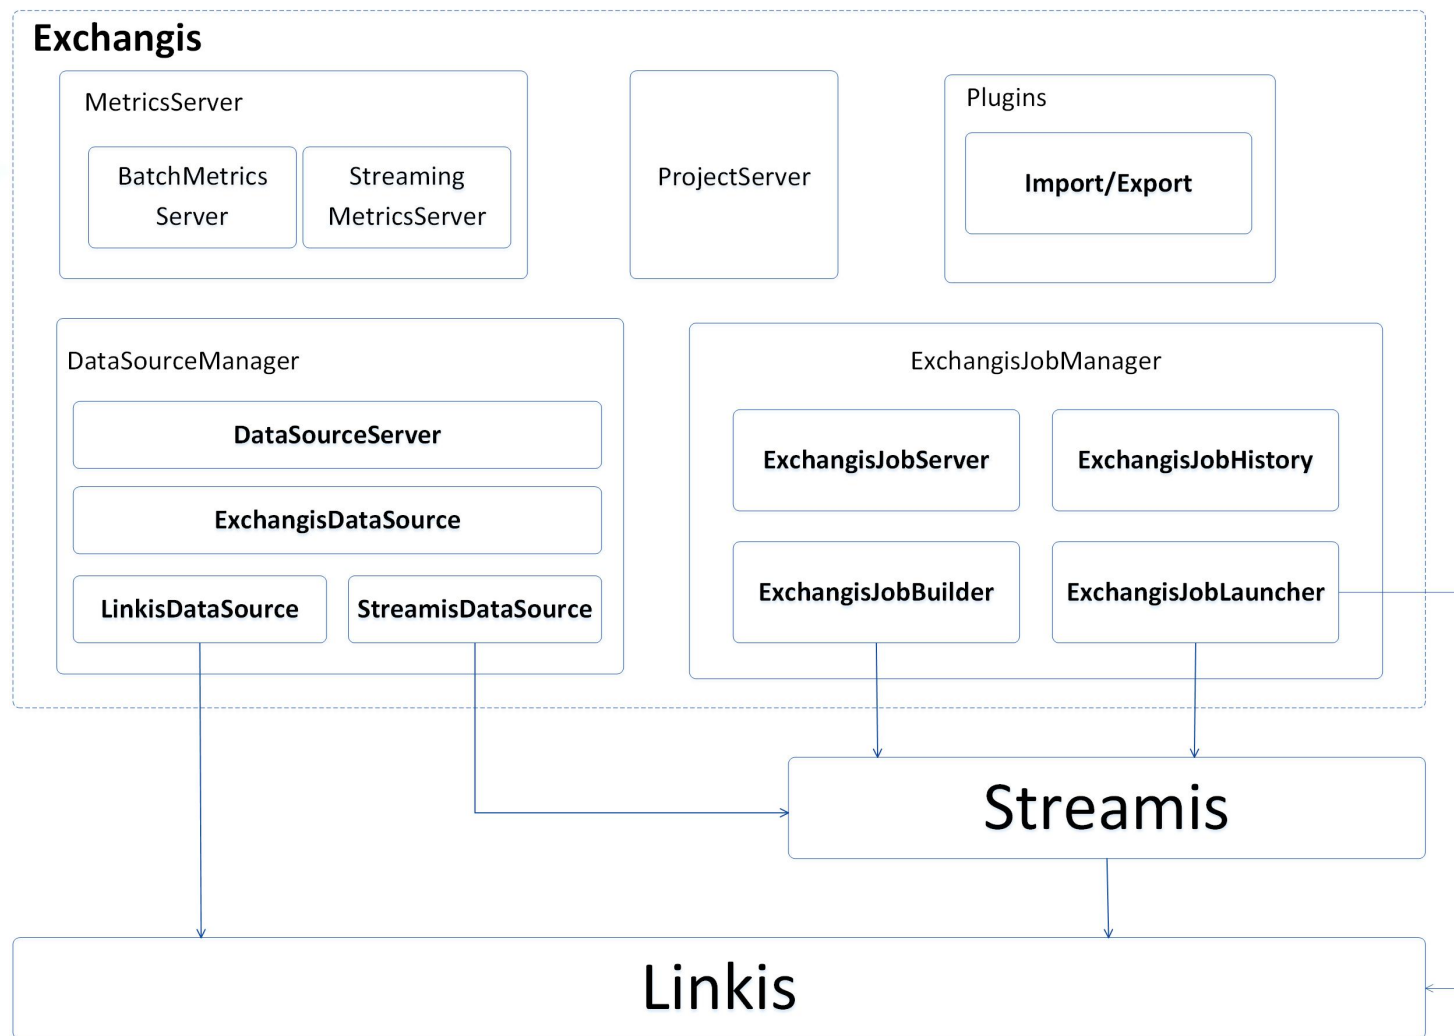 Exchangis
MetricsServer
BatchMetrics
Server
Streaming
MetricsServer
ProjectServer
Plugins
Import/Export
DataSourceManager
DataSourceServer
ExchangisDataSource
LinkisDataSource
StreamisDataSource
ExchangisJobManager
ExchangisJobServer
ExchangisJobHistory
ExchangisJobBuilder
ExchangisJobLauncher
Streamis
Linkis